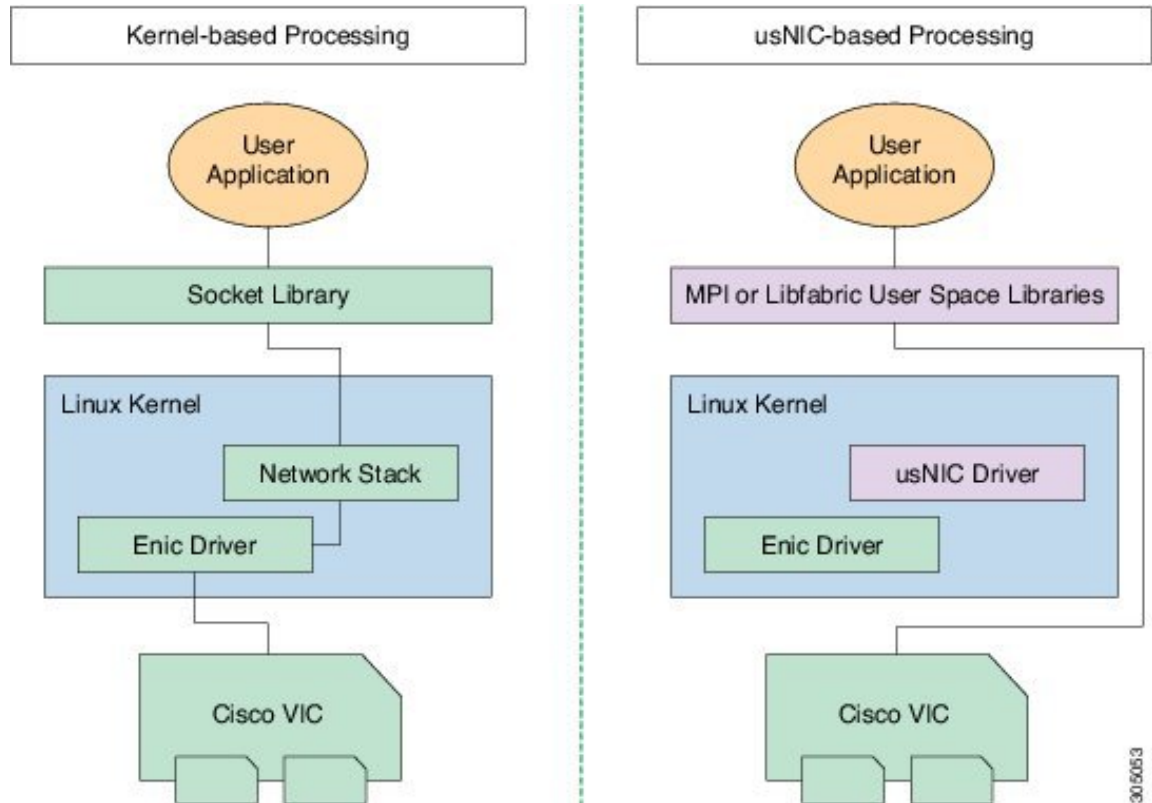 Kernel-based Processing
User
Application
Socket Library
Linux Kernel
Network Stack
Enic Driver
Cisco VIC
usNIC-based Processing
User
Application
MPI or Libfabric User Space Libraries
Linux Kernel
usNIC Driver
Enic Driver
Cisco VIC
305053